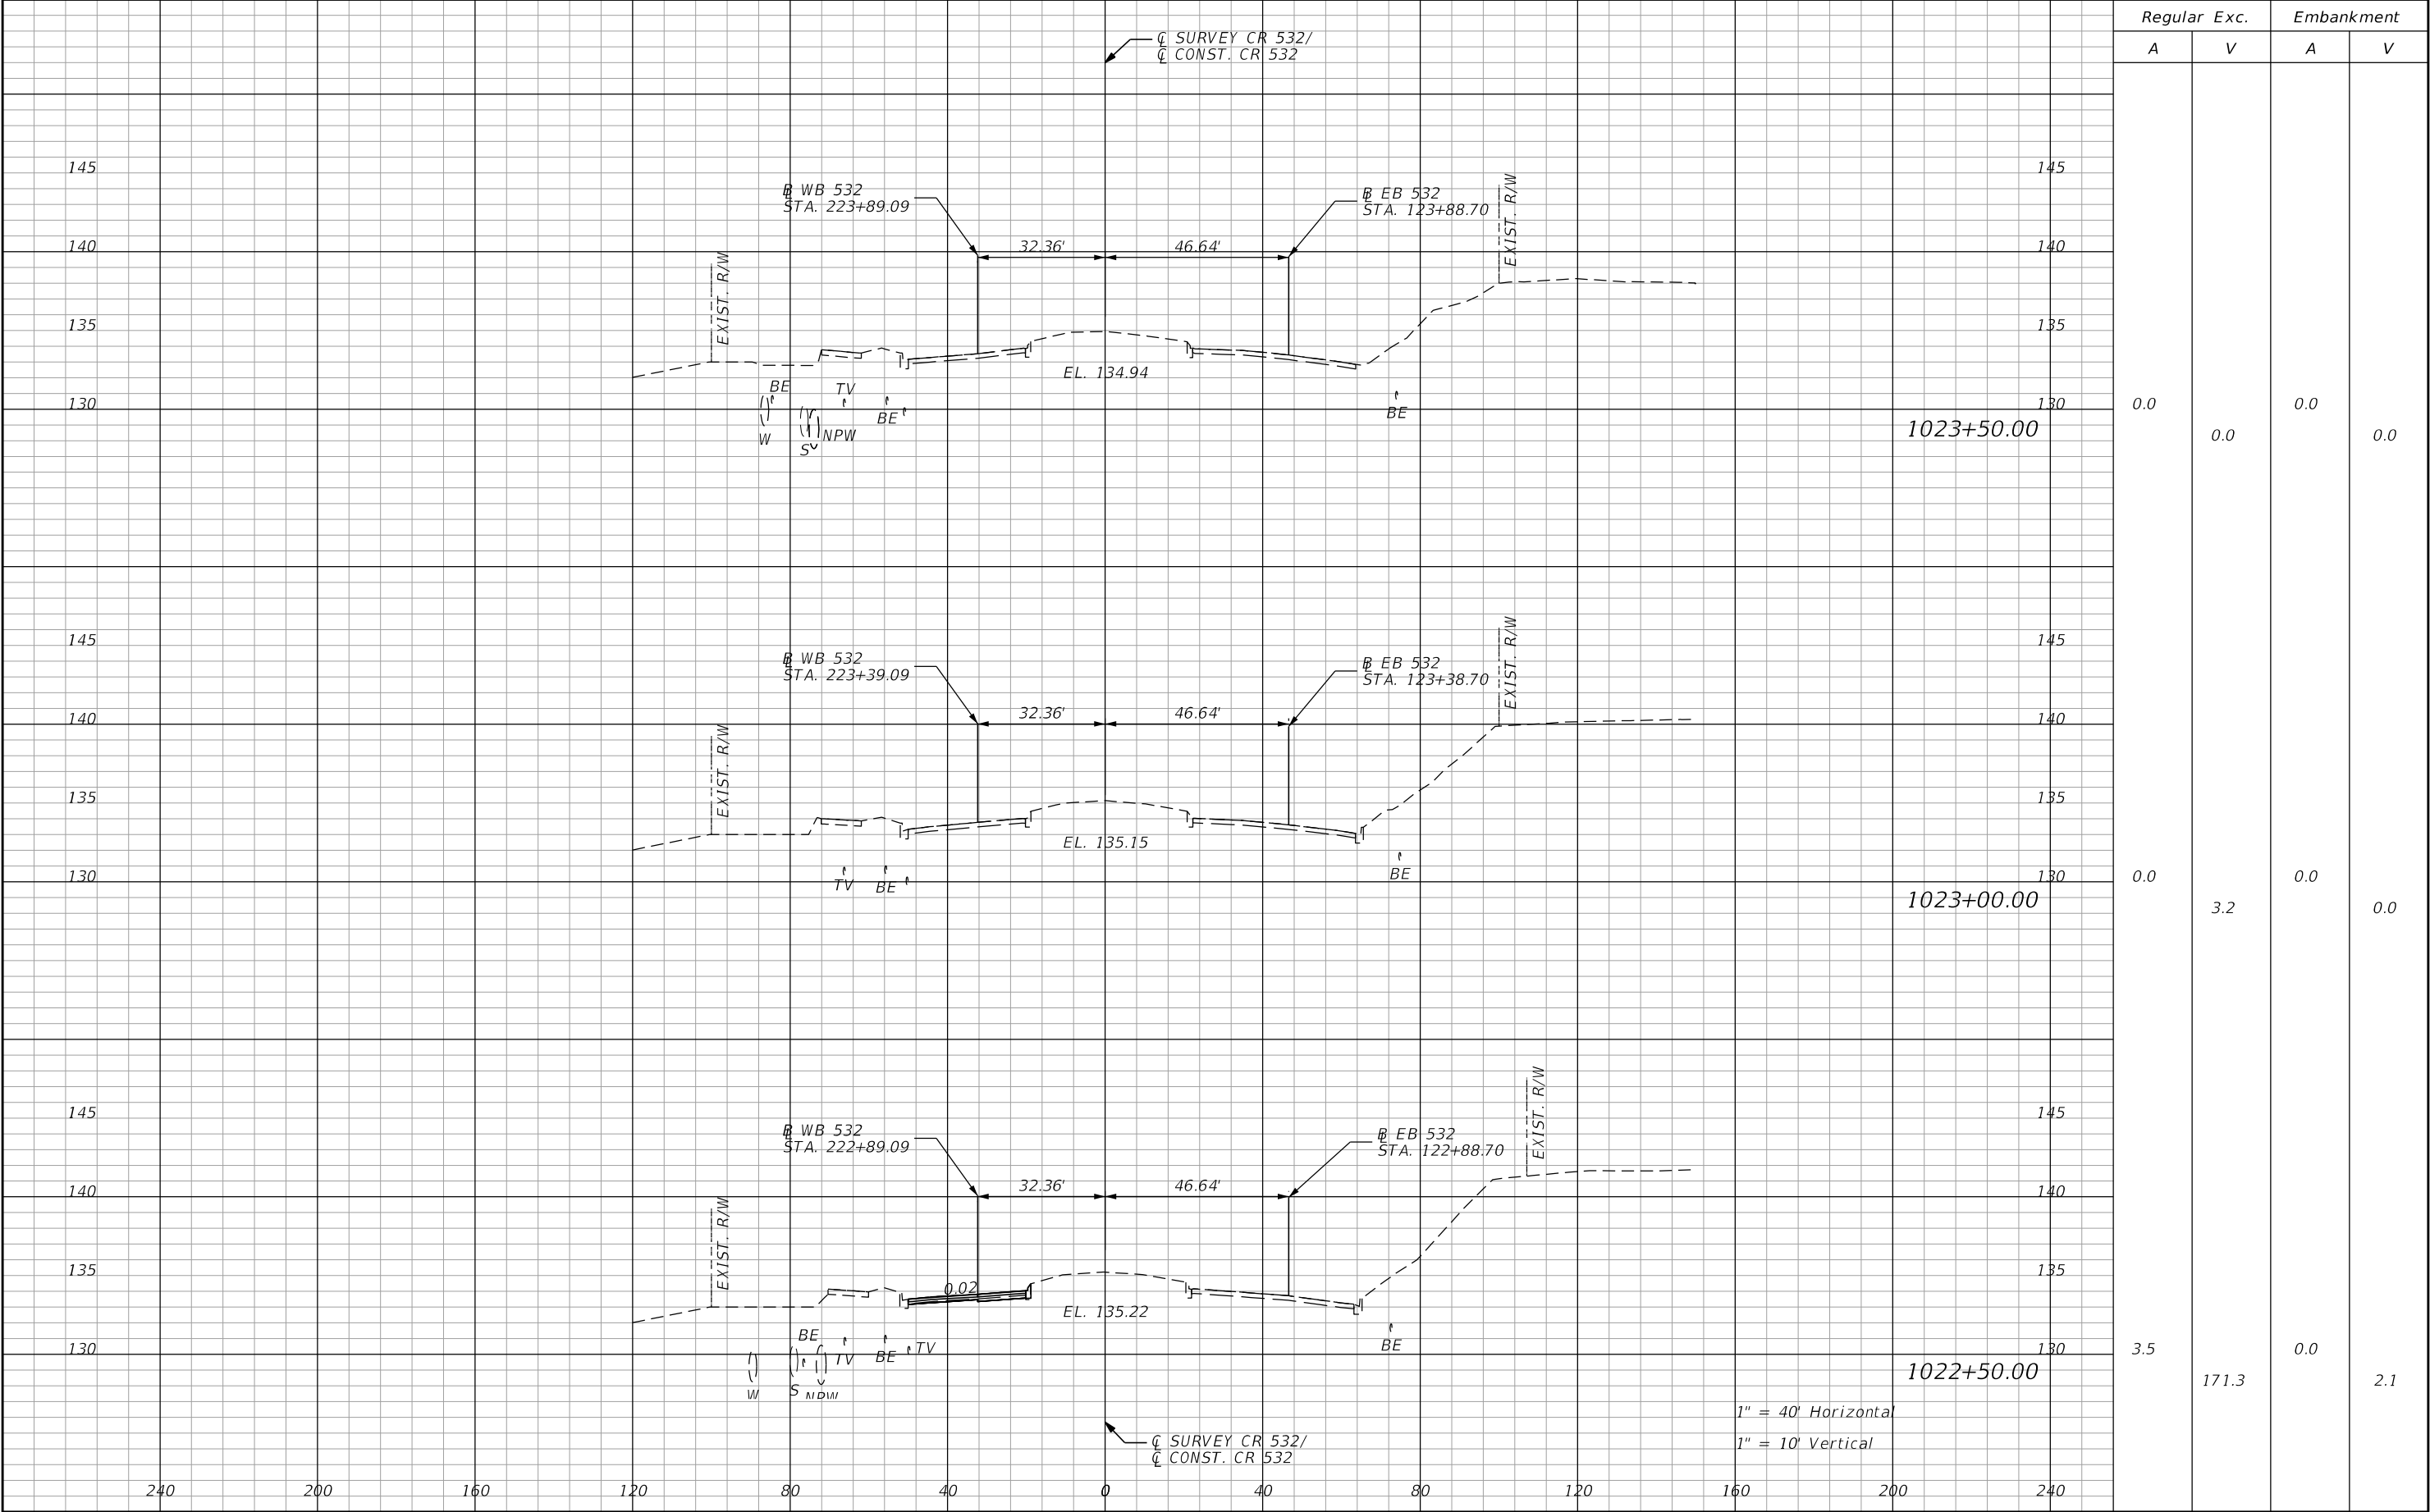 Regular Exc.
Embankment
A
V
A
V
℄ SURVEY CR 532/
℄ CONST. CR 532
145
145
BL WB 532
STA. 223+89.09
BL EB 532
STA. 123+88.70
EXIST. R/W
140
32.36'
46.64'
140
EXIST. R/W
135
135
EL. 134.94
BE
TV
130
BE
BE
130
0.0
0.0
W
NPW
S
1023+50.00
0.0
0.0
145
145
BL WB 532
STA. 223+39.09
BL EB 532
STA. 123+38.70
EXIST. R/W
140
32.36'
46.64'
140
EXIST. R/W
135
135
EL. 135.15
130
TV
BE
BE
130
0.0
0.0
1023+00.00
3.2
0.0
145
145
BL WB 532
STA. 222+89.09
BL EB 532
STA. 122+88.70
EXIST. R/W
140
32.36'
46.64'
140
EXIST. R/W
135
0.02
135
EL. 135.22
BE
130
TV
BE
TV
BE
130
3.5
0.0
W
S
NPW
1022+50.00
171.3
2.1
1" = 40' Horizontal
1" = 10' Vertical
℄ SURVEY CR 532/
℄ CONST. CR 532
240
200
160
120
80
40
0
40
80
120
160
200
240